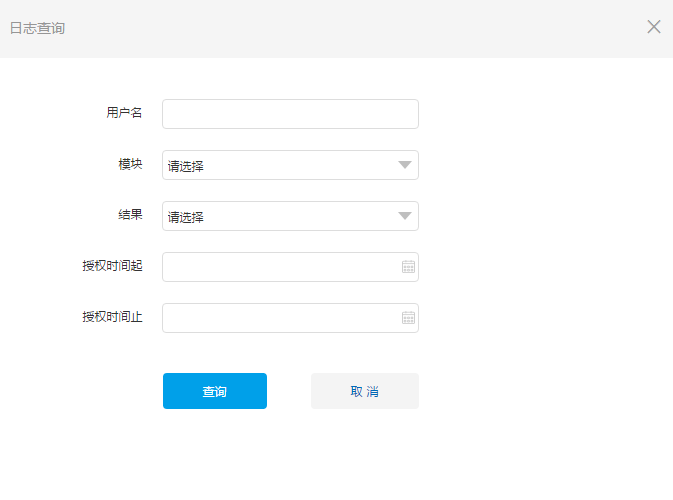 日志查询
用户名
模块 请选择
结果 请选择
授权时间起
授权时间止
查询 取 消